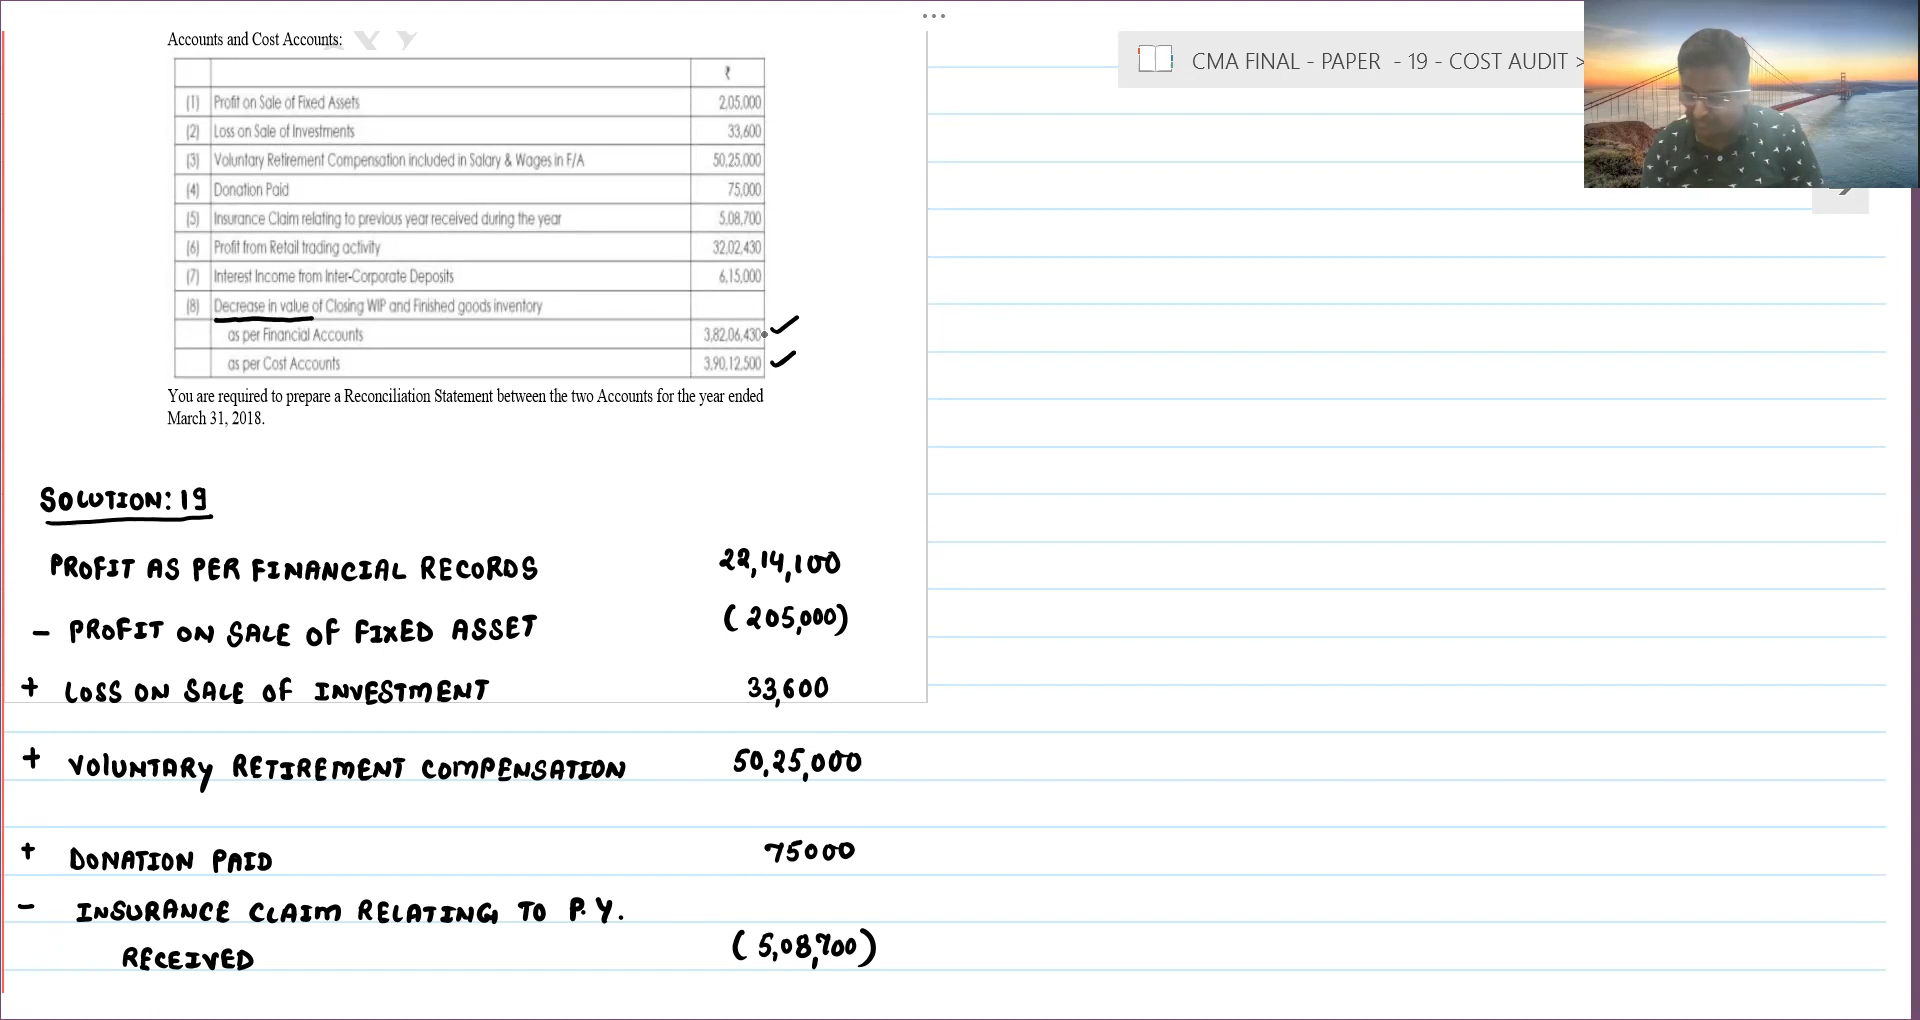 Accounts and Cost Accounts:
₹
(1) Profit on Sale of Fixed Assets 2,05,000
(2) Loss on Sale of Investments 33,600
(3) Voluntary Retirement Compensation included in Salary & Wages in F/A 50,25,000
(4) Donation Paid 75,000
(5) Insurance Claim relating to previous year received during the year 5,08,700
(6) Profit from Retail trading activity 32,02,430
(7) Interest Income from Inter-Corporate Deposits 6,15,000
(8) Decrease in value of Closing WIP and Finished goods inventory
as per Financial Accounts 3,82,06,430
as per Cost Accounts 3,90,12,500
You are required to prepare a Reconciliation Statement between the two Accounts for the year ended
March 31, 2018.
CMA FINAL - PAPER - 19 - COST AUDIT >
SOLUTION: 19
PROFIT AS PER FINANCIAL RECORDS 22,14,100
- PROFIT ON SALE OF FIXED ASSET (205,000)
+ LOSS ON SALE OF INVESTMENT 33,600
+ VOLUNTARY RETIREMENT COMPENSATION 50,25,000
+ DONATION PAID 75000
- INSURANCE CLAIM RELATING TO P.Y.
RECEIVED (5,08,700)